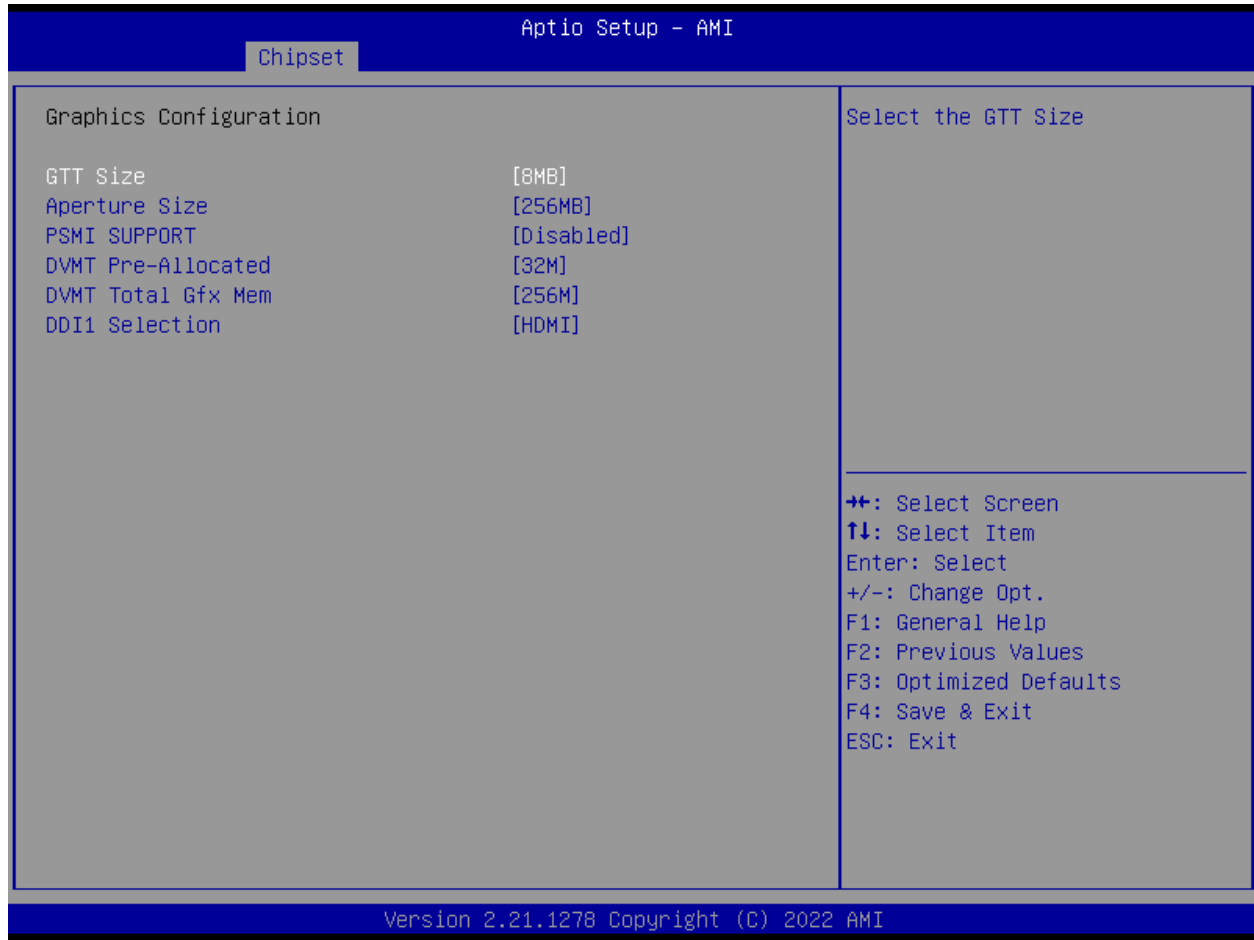 Aptio Setup – AMI
Chipset
Graphics Configuration
GTT Size [8MB]
Aperture Size [256MB]
PSMI SUPPORT [Disabled]
DVMT Pre-Allocated [32M]
DVMT Total Gfx Mem [256M]
DDI1 Selection [HDMI]
Select the GTT Size
→←: Select Screen
↑↓: Select Item
Enter: Select
+/-: Change Opt.
F1: General Help
F2: Previous Values
F3: Optimized Defaults
F4: Save & Exit
ESC: Exit
Version 2.21.1278 Copyright (C) 2022 AMI